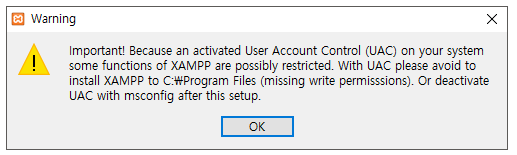 Warning
Important! Because an activated User Account Control (UAC) on your system
some functions of XAMPP are possibly restricted. With UAC please avoid to
install XAMPP to C:₩Program Files (missing write permisssions). Or deactivate
UAC with msconfig after this setup.
OK